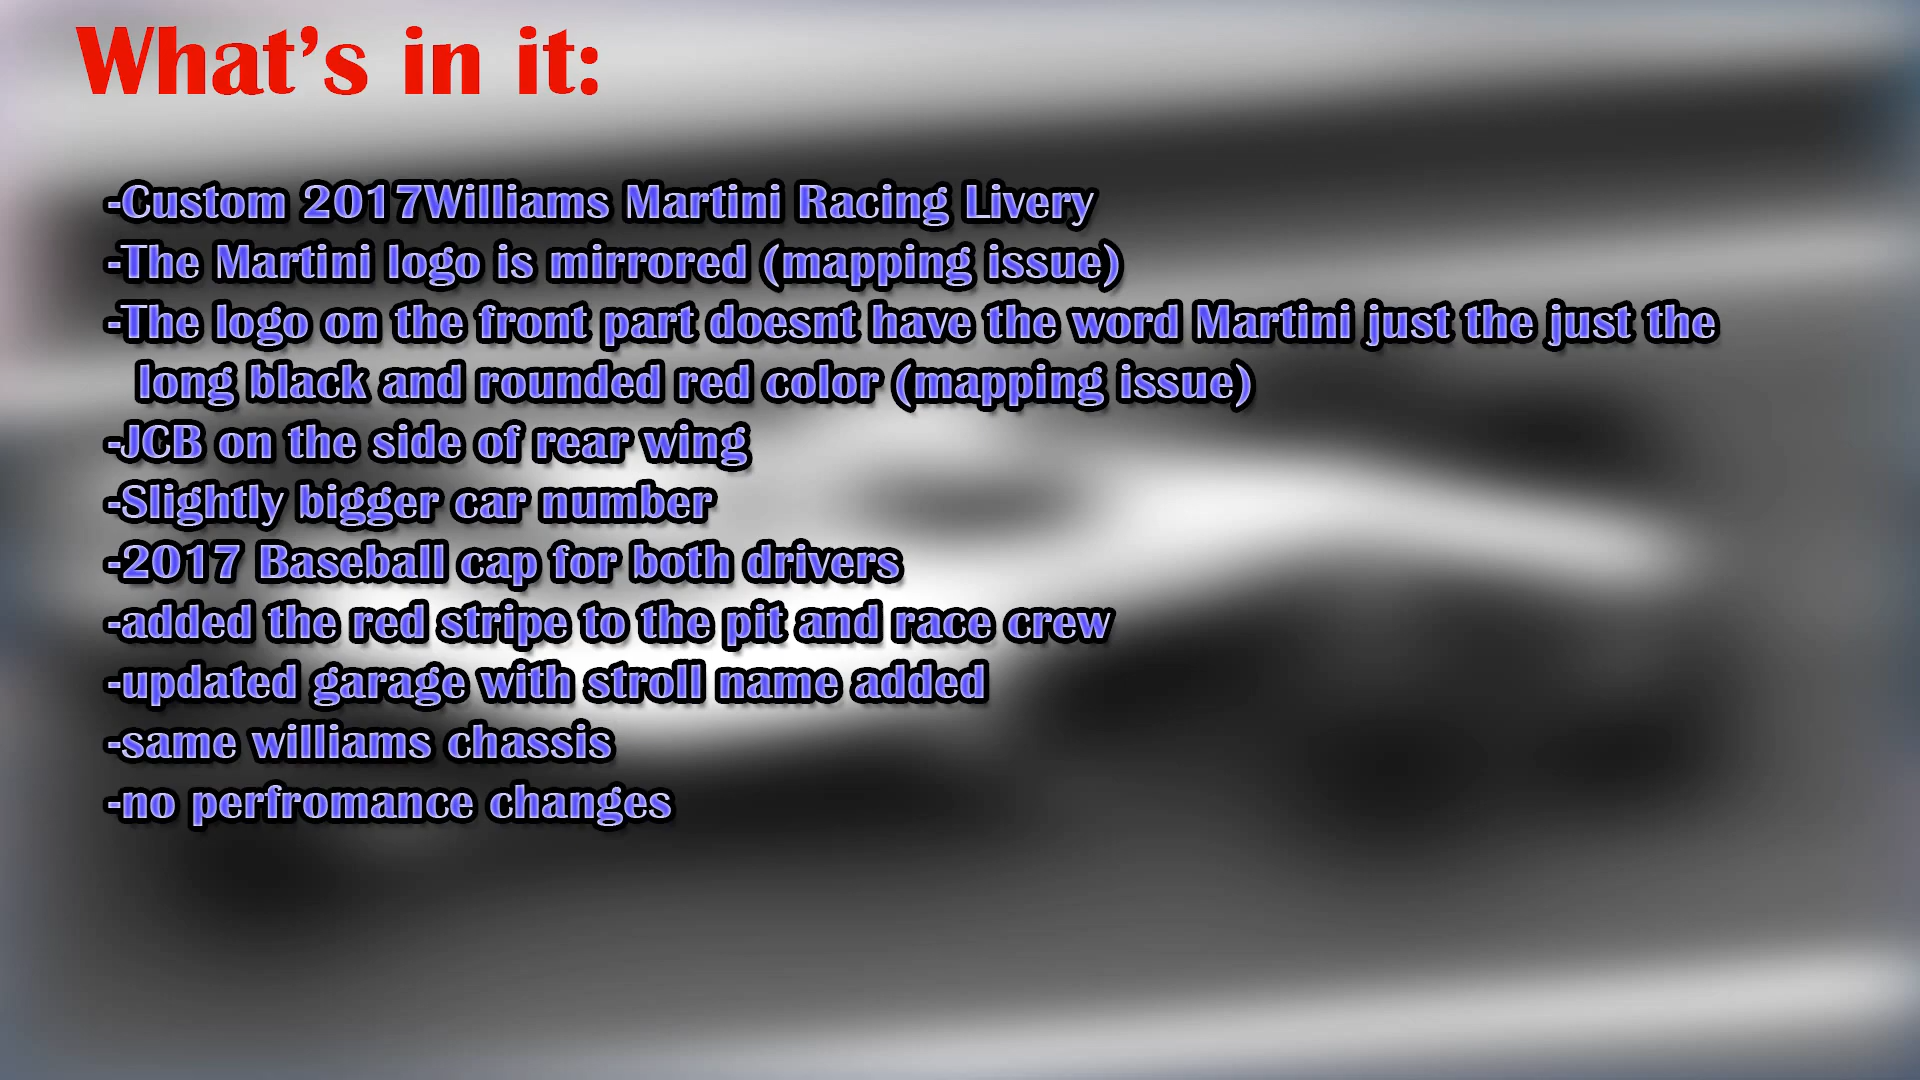 What's in it:
-Custom 2017Williams Martini Racing Livery
-The Martini logo is mirrored (mapping issue)
-The logo on the front part doesnt have the word Martini just the just the
long black and rounded red color (mapping issue)
-JCB on the side of rear wing
-Slightly bigger car number
-2017 Baseball cap for both drivers
-added the red stripe to the pit and race crew
-updated garage with stroll name added
-same williams chassis
-no perfromance changes